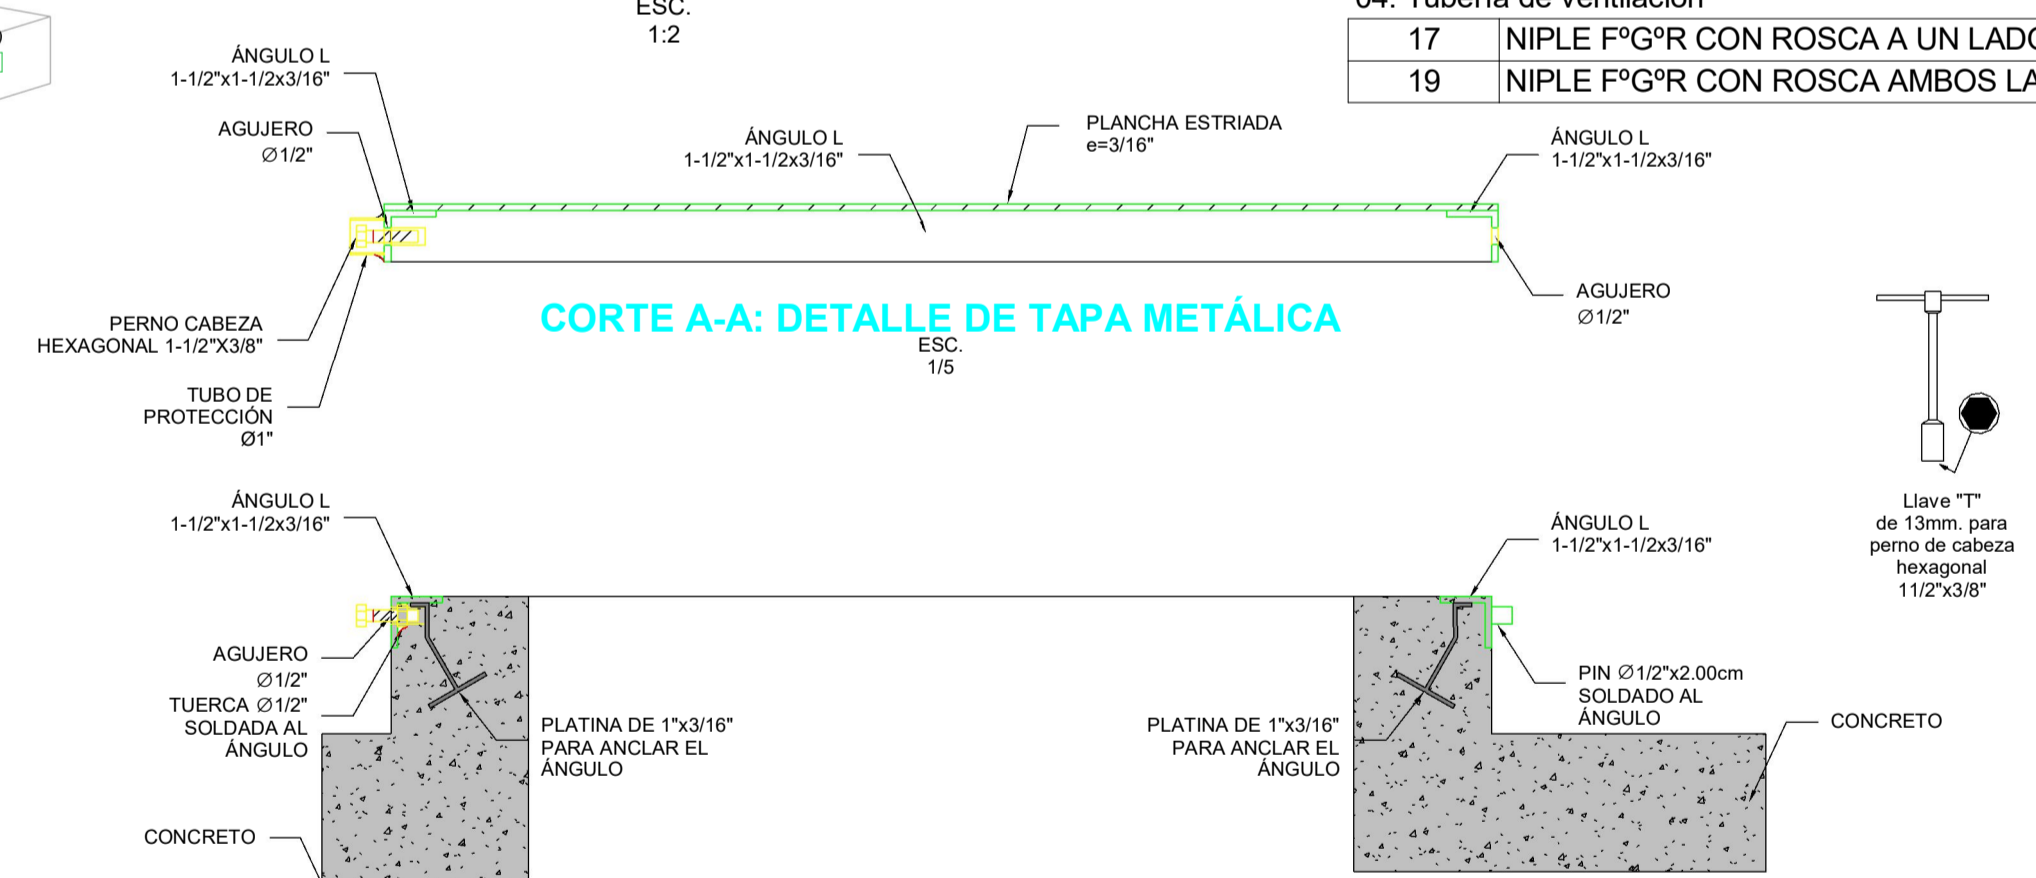 ESC.
1:2
04. Tubería de ventilación
17 NIPLE FºGºR CON ROSCA A UN LADO
19 NIPLE FºGºR CON ROSCA AMBOS LA
ÁNGULO L
1-1/2"x1-1/2x3/16"
AGUJERO
Ø1/2"
ÁNGULO L
1-1/2"x1-1/2x3/16"
PLANCHA ESTRIADA
e=3/16"
ÁNGULO L
1-1/2"x1-1/2x3/16"
PERNO CABEZA
HEXAGONAL 1-1/2"X3/8"
TUBO DE
PROTECCIÓN
Ø1"
AGUJERO
Ø1/2"
CORTE A-A: DETALLE DE TAPA METÁLICA
ESC.
1/5
Llave "T"
de 13mm. para
perno de cabeza
hexagonal
11/2"x3/8"
ÁNGULO L
1-1/2"x1-1/2x3/16"
ÁNGULO L
1-1/2"x1-1/2x3/16"
AGUJERO
Ø1/2"
TUERCA Ø1/2"
SOLDADA AL
ÁNGULO
PLATINA DE 1"x3/16"
PARA ANCLAR EL
ÁNGULO
PLATINA DE 1"x3/16"
PARA ANCLAR EL
ÁNGULO
PIN Ø1/2"x2.00cm
SOLDADO AL
ÁNGULO
CONCRETO
CONCRETO